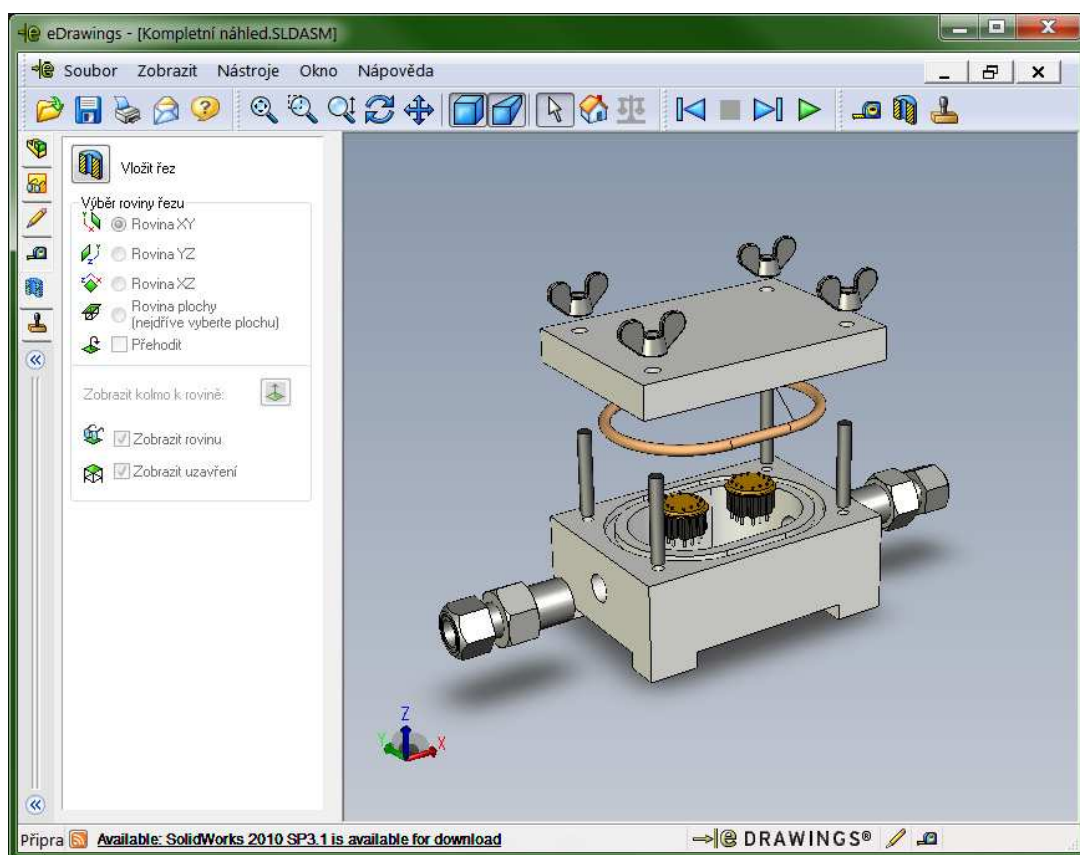 eDrawings - [Kompletní náhled.SLDASM]
Soubor Zobrazit Nástroje Okno Nápověda
Vložit řez
Výběr roviny řezu
Rovina XY
Rovina YZ
Rovina XZ
Rovina plochy
(nejdříve vyberte plochu)
Přehodit
Zobrazit kolmo k rovině:
Zobrazit rovinu
Zobrazit uzavření
Z
Y
X
Připra Available: SolidWorks 2010 SP3.1 is available for download
e DRAWINGS®